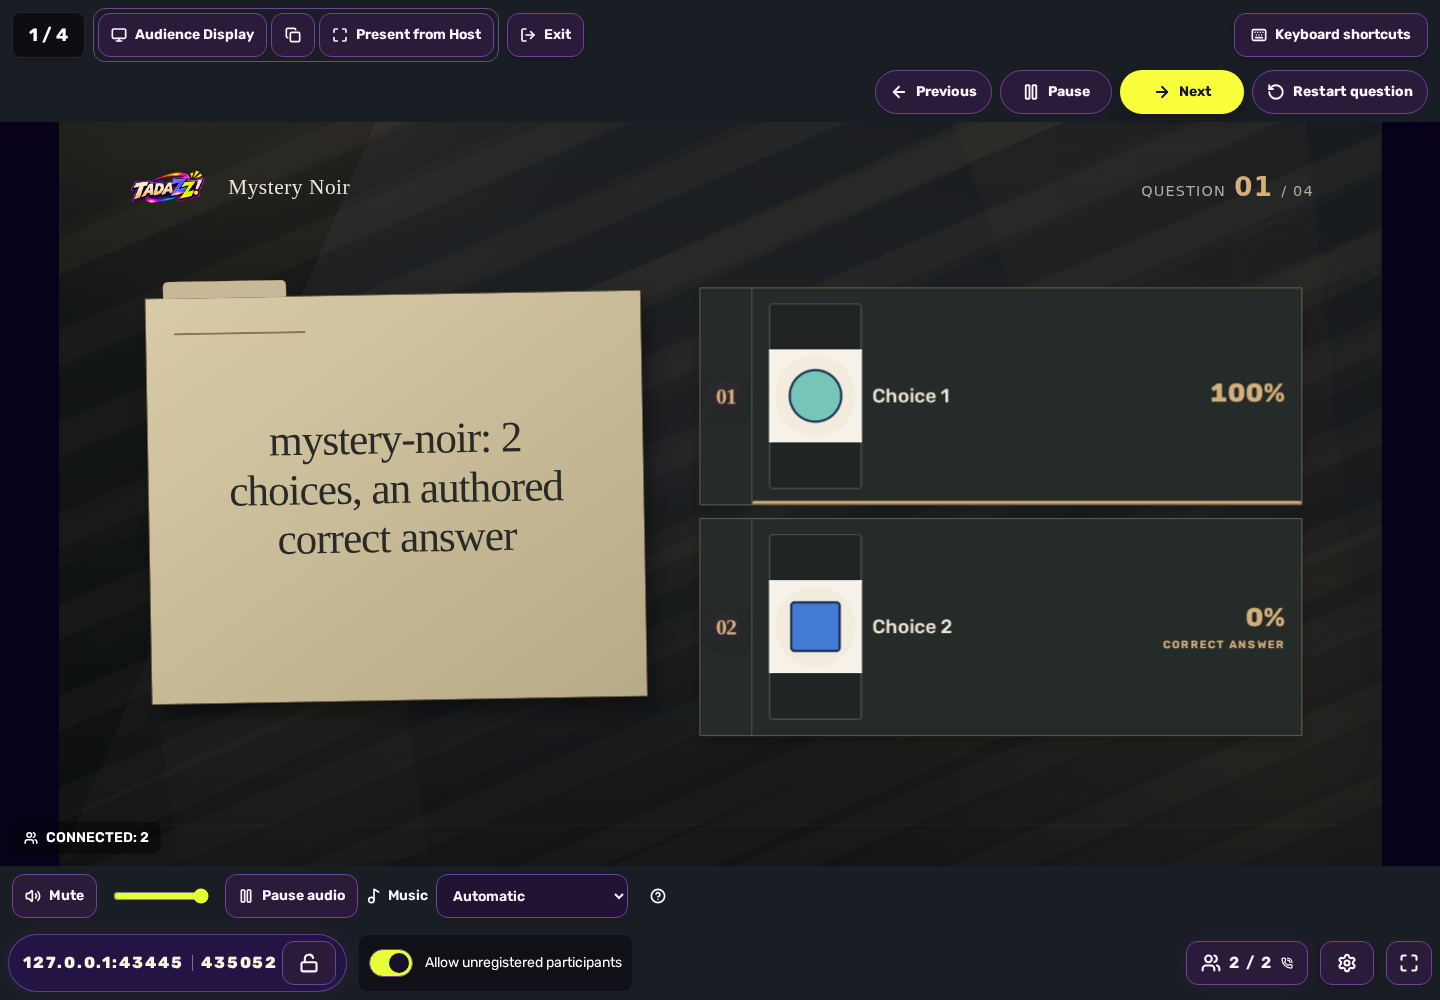 1 / 4
Audience Display
Present from Host
Exit
Keyboard shortcuts
Previous
Pause
Next
Restart question
TADAZZ!
Mystery Noir
QUESTION 01 / 04
mystery-noir: 2
choices, an authored
correct answer
01
Choice 1
100%
02
Choice 2
0%
CORRECT ANSWER
CONNECTED: 2
Mute
Pause audio
Music
Automatic
127.0.0.1:43445
435052
Allow unregistered participants
2 / 2